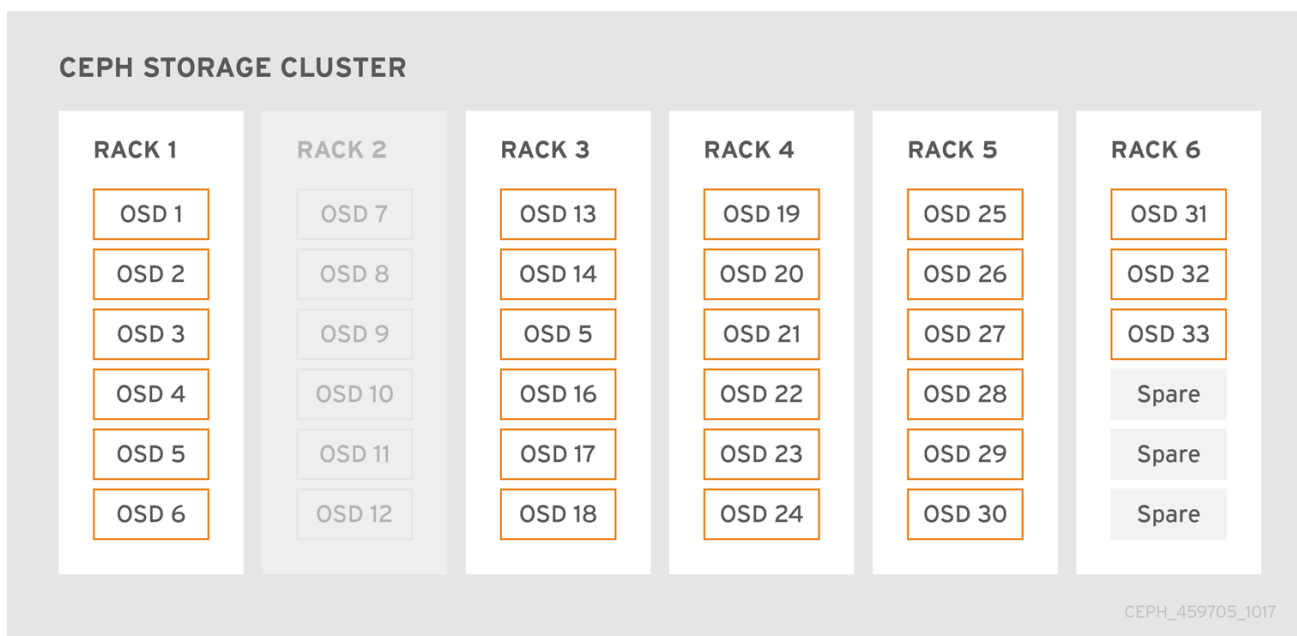 CEPH STORAGE CLUSTER
RACK 1
OSD 1
OSD 2
OSD 3
OSD 4
OSD 5
OSD 6
RACK 2
OSD 7
OSD 8
OSD 9
OSD 10
OSD 11
OSD 12
RACK 3
OSD 13
OSD 14
OSD 5
OSD 16
OSD 17
OSD 18
RACK 4
OSD 19
OSD 20
OSD 21
OSD 22
OSD 23
OSD 24
RACK 5
OSD 25
OSD 26
OSD 27
OSD 28
OSD 29
OSD 30
RACK 6
OSD 31
OSD 32
OSD 33
Spare
Spare
Spare
CEPH_459705_1017